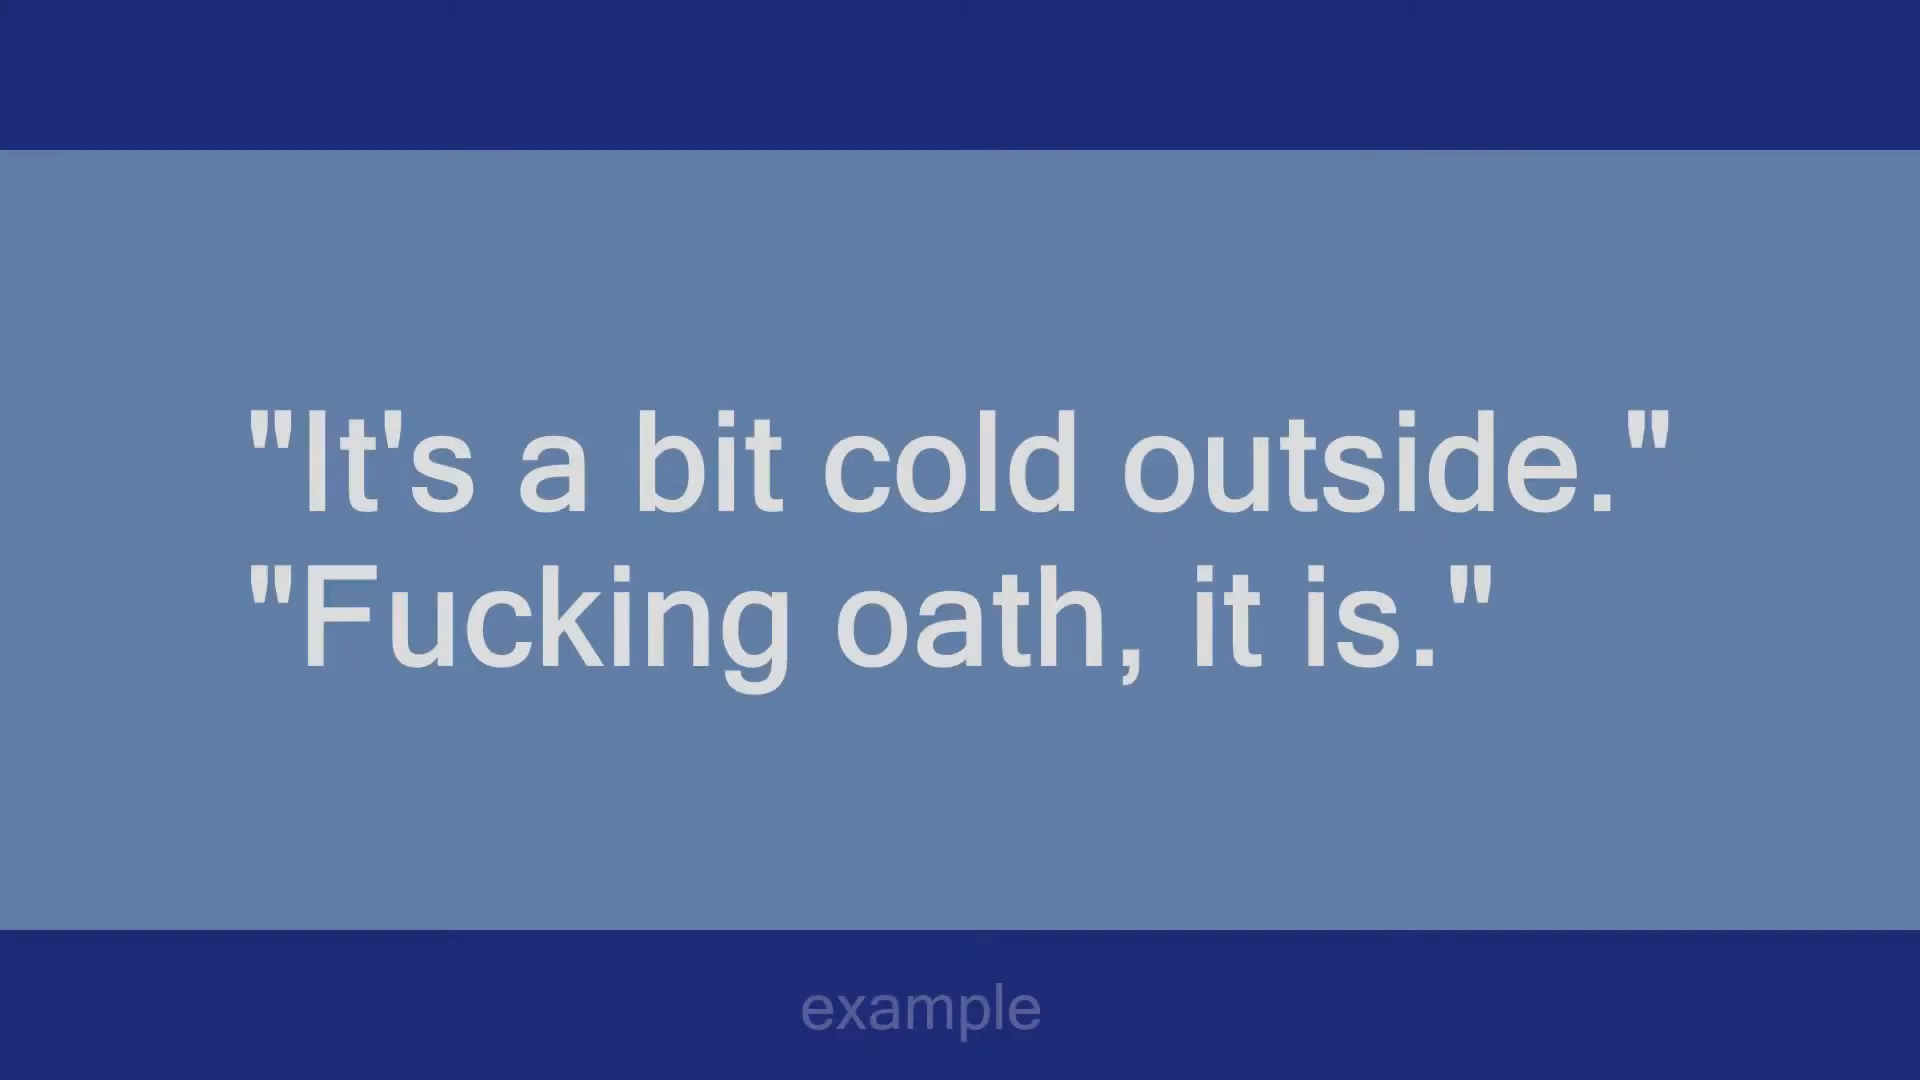 "It's a bit cold outside."
"Fucking oath, it is."
example